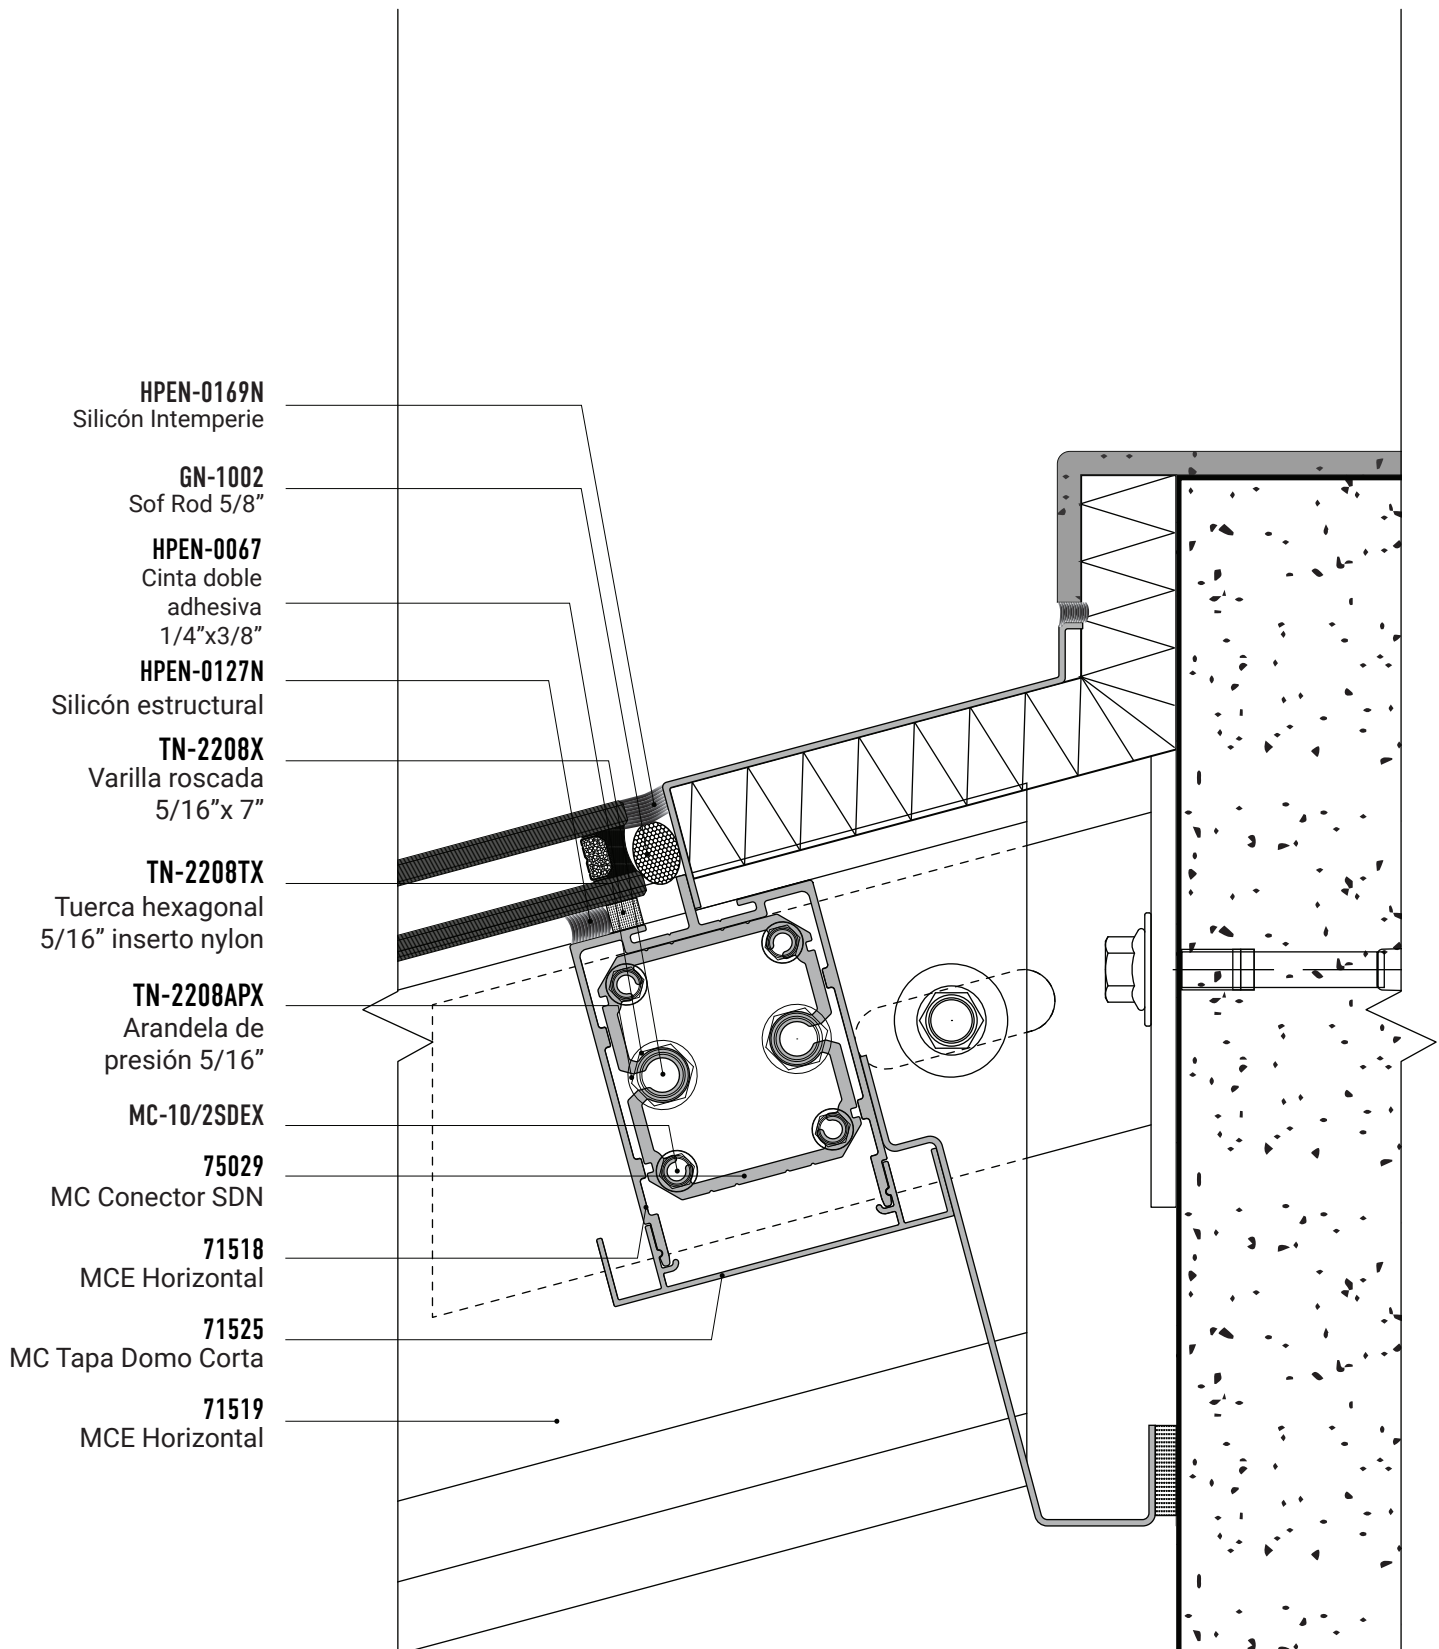 HPEN-0169N
Silicón Intemperie
GN-1002
Sof Rod 5/8”
HPEN-0067
Cinta doble
adhesiva
1/4”x3/8”
HPEN-0127N
Silicón estructural
TN-2208X
Varilla roscada
5/16”x 7”
TN-2208TX
Tuerca hexagonal
5/16” inserto nylon
TN-2208APX
Arandela de
presión 5/16”
MC-10/2SDEX
75029
MC Conector SDN
71518
MCE Horizontal
71525
MC Tapa Domo Corta
71519
MCE Horizontal